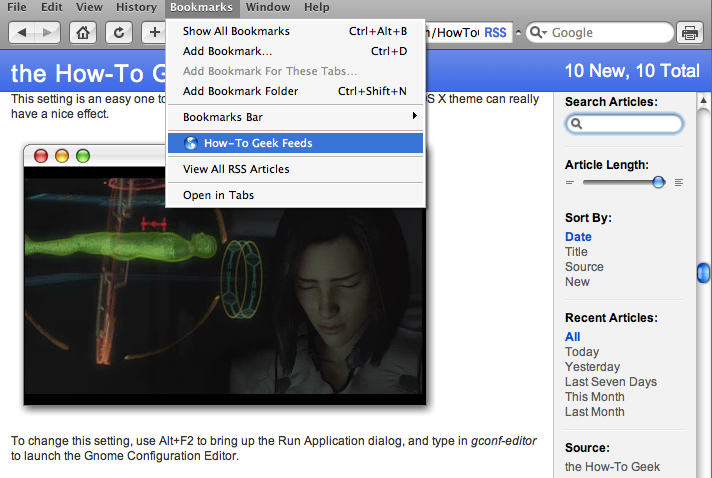 File Edit View History Bookmarks Window Help
Show All Bookmarks Ctrl+Alt+B
Add Bookmark... Ctrl+D
Add Bookmark For These Tabs...
Add Bookmark Folder Ctrl+Shift+N
Bookmarks Bar
How-To Geek Feeds
View All RSS Articles
Open in Tabs
n/HowTo RSS
Google
the How-To G
10 New, 10 Total
This setting is an easy one to
S X theme can really
have a nice effect.
To change this setting, use Alt+F2 to bring up the Run Application dialog, and type in gconf-editor
to launch the Gnome Configuration Editor.
Search Articles:
Article Length:
Sort By:
Date
Title
Source
New
Recent Articles:
All
Today
Yesterday
Last Seven Days
This Month
Last Month
Source:
the How-To Geek